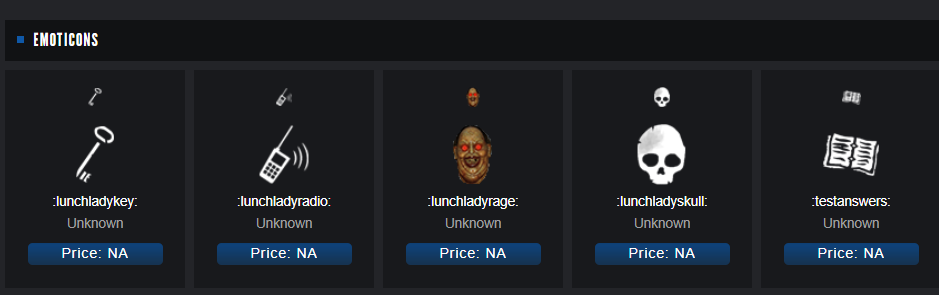 EMOTICONS
:lunchladykey:
Unknown
Price: NA
:lunchladyradio:
Unknown
Price: NA
:lunchladyrage:
Unknown
Price: NA
:lunchladyskull:
Unknown
Price: NA
:testanswers:
Unknown
Price: NA